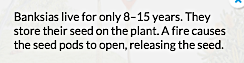 Banksias live for only 8–15 years. They
store their seed on the plant. A fire causes
the seed pods to open, releasing the seed.